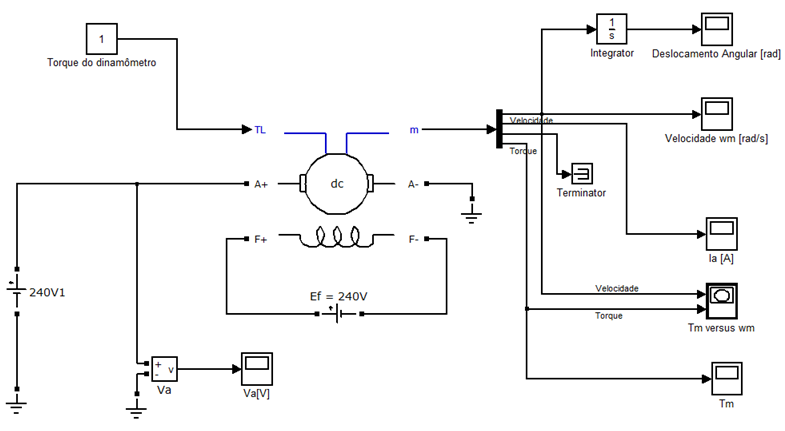 1
Torque do dinamômetro
1
s
Integrator
Deslocamento Angular [rad]
TL
m
Velocidade
Velocidade wm [rad/s]
Torque
Terminator
A+
dc
A-
F+
F-
Ia [A]
240V1
Ef = 240V
Velocidade
Torque
Tm versus wm
+
-
v
Va
Va[V]
Tm